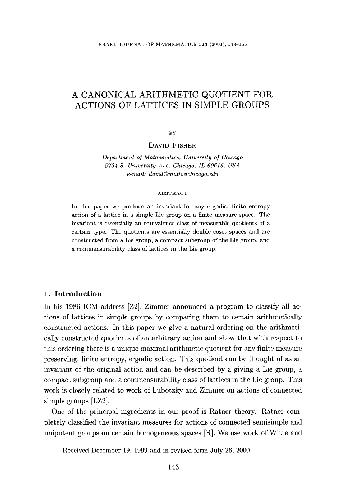 ISRAEL JOURNAL OF MATHEMATICS 124 (2001),
A CANONICAL ARITHMETIC QUOTIENT FOR
ACTIONS OF LATTICES IN SIMPLE GROUPS
BY
DAVID FISHER
Department of Mathematics, University of Chicago
5734 S. University Ave, Chicago, IL 60637, USA
e-mail:
ABSTRACT
In this paper we produce an invariant for any ergodic, finite entropy
action of a lattice in a simple Lie group on a finite measure space. The
invariant is essentially an equivalence class of measurable quotients of a
certain type. The quotients are essentially double coset spaces and are
constructed from a Lie group, a compact subgroup of the Lie group, and
a commensurability class of lattices in the Lie group.
1. Introduction
In his 1986 ICM address [Z2], Zimmer announced a program to classify all ac-
tions of lattices in simple groups by comparing them to certain arithmetically
constructed actions. In this paper we give a natural ordering on the arithmeti-
cally constructed quotients of an arbitrary action and show that with respect to
this ordering there is a unique maximal arithmetic quotient for any finite measure
preserving, finite entropy, ergodic action. This quotient can be thought of as an
invariant of the original action and can be described by a giving a Lie group, a
compact subgroup and a commensurability class of lattices in the Lie group. This
work is closely related to work of Lubotzky and Zimmer on actions of connected
simple groups
One of the principal ingredients in our proof is Ratner theory. Ratner com-
pletely classified the invariant measures for actions of connected semisimple and
unipotent groups on certain homogeneous spaces [R]. We use work of Witte and
Received December 19, 1999 and in revised form July 26, 2000